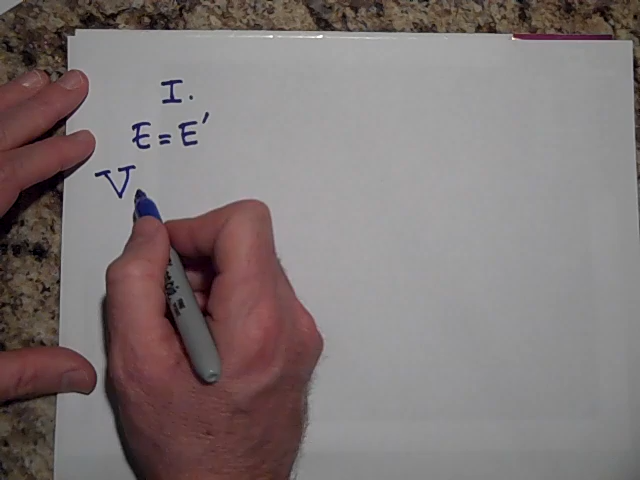 I.
E = E'
V